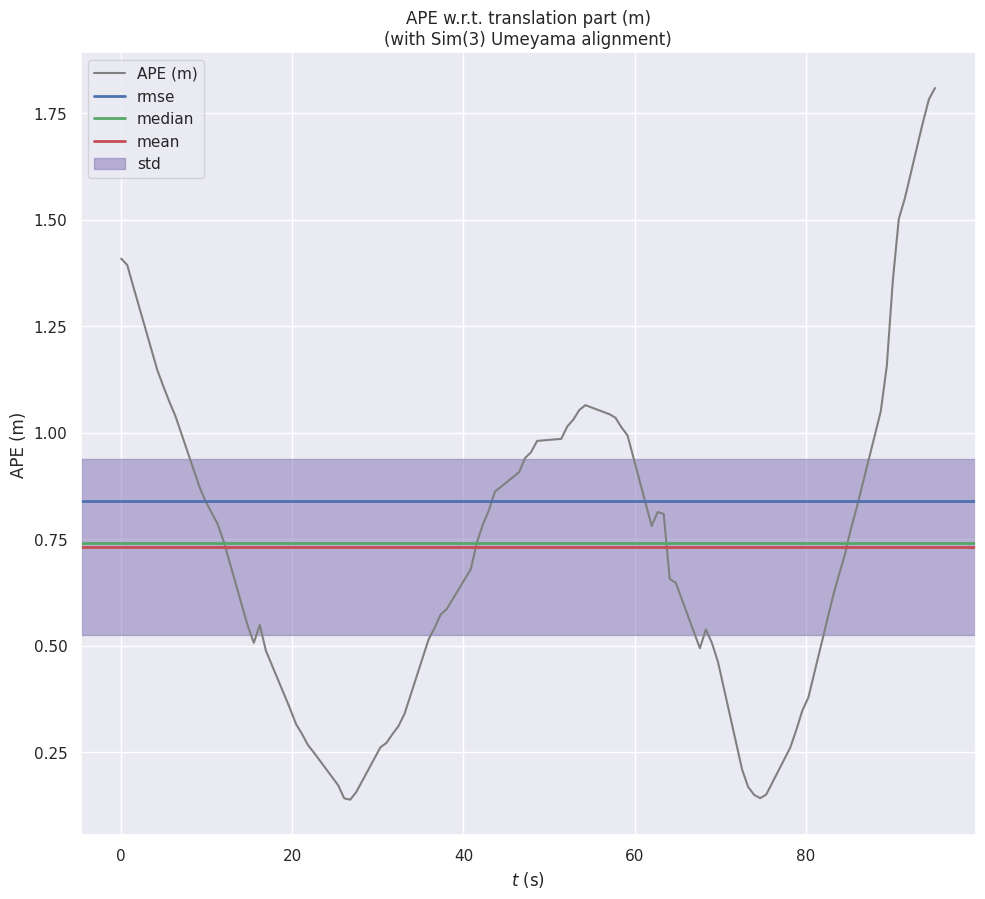 APE w.r.t. translation part (m)
(with Sim(3) Umeyama alignment)
APE (m)
rmse
median
mean
std
1.75
1.50
1.25
1.00
0.75
0.50
0.25
APE (m)
0 20 40 60 80
t (s)